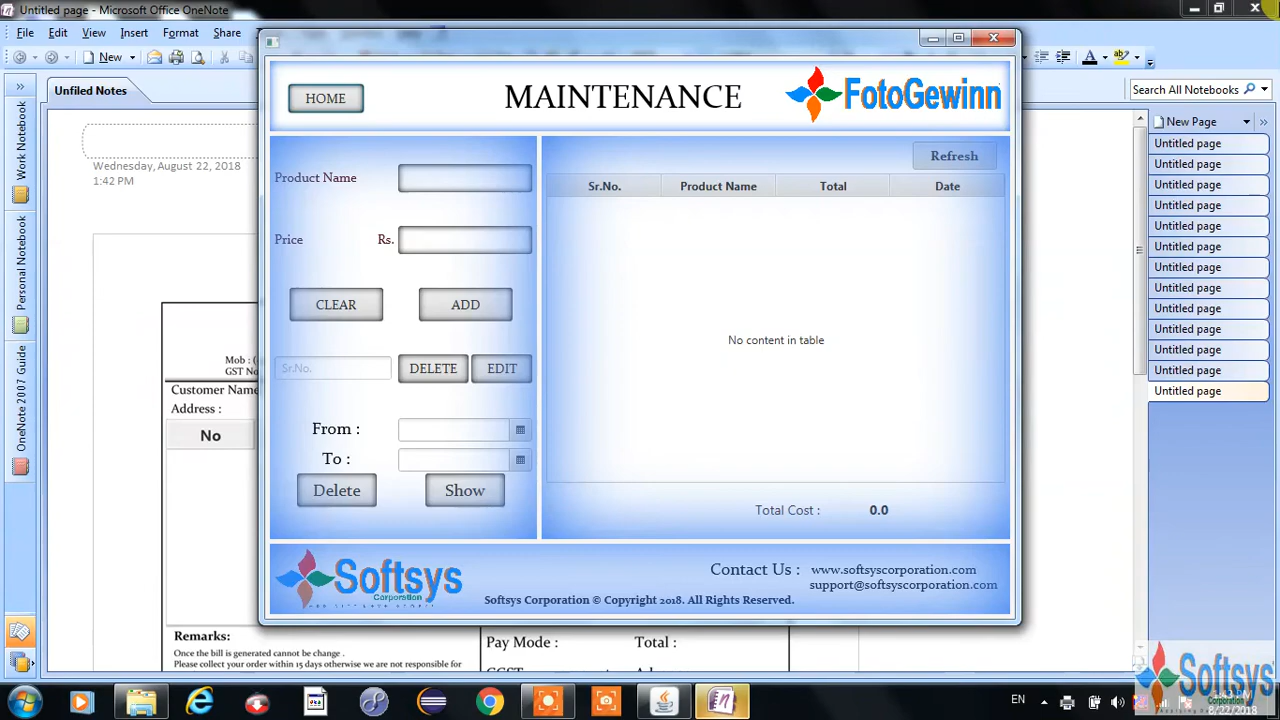 Untitled page - Microsoft Office OneNote
File Edit View Insert Format Share
New
Unfiled Notes
Search All Notebooks
Work Notebook
Personal Notebook
OneNote 2007 Guide
Wednesday, August 22, 2018
1:42 PM
New Page
Untitled page
Untitled page
Untitled page
Untitled page
Untitled page
Untitled page
Untitled page
Untitled page
Untitled page
Untitled page
Untitled page
Untitled page
Untitled page
Mob : (
GST No
Customer Name
Address :
No
Remarks:
Once the bill is generated cannot be change .
Please collect your order within 15 days otherwise we are not responsible for
Pay Mode : Total :
HOME
MAINTENANCE
FotoGewinn
Product Name
Price Rs.
CLEAR ADD
Sr.No. DELETE EDIT
From :
To :
Delete Show
Refresh
Sr.No. Product Name Total Date
No content in table
Total Cost : 0.0
Softsys
Corporation
Contact Us : www.softsyscorporation.com
support@softsyscorporation.com
Softsys Corporation © Copyright 2018. All Rights Reserved.
EN
8/22/2018
Softsys